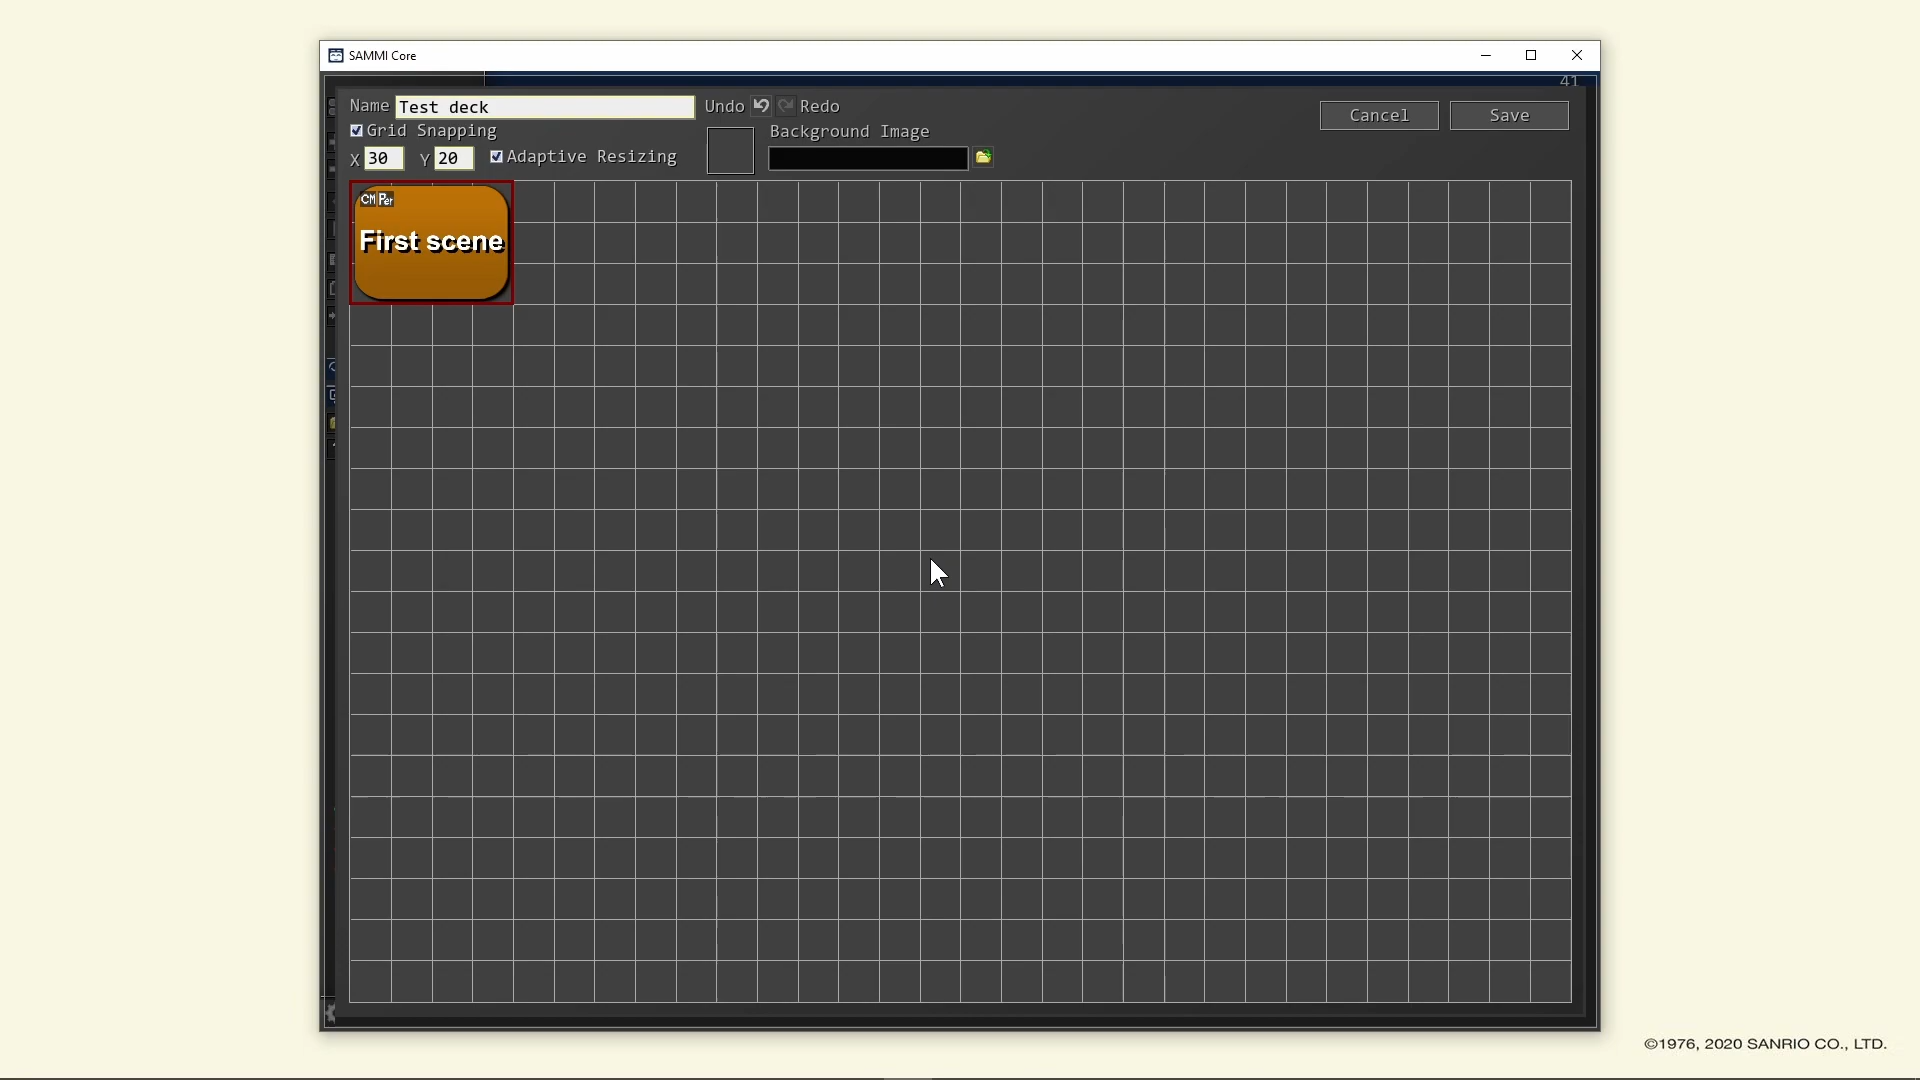 SAMMI Core
41
Name Test deck Undo Redo
Cancel Save
Grid Snapping
Background Image
X 30 Y 20 Adaptive Resizing
CM Per
First scene
©1976, 2020 SANRIO CO., LTD.